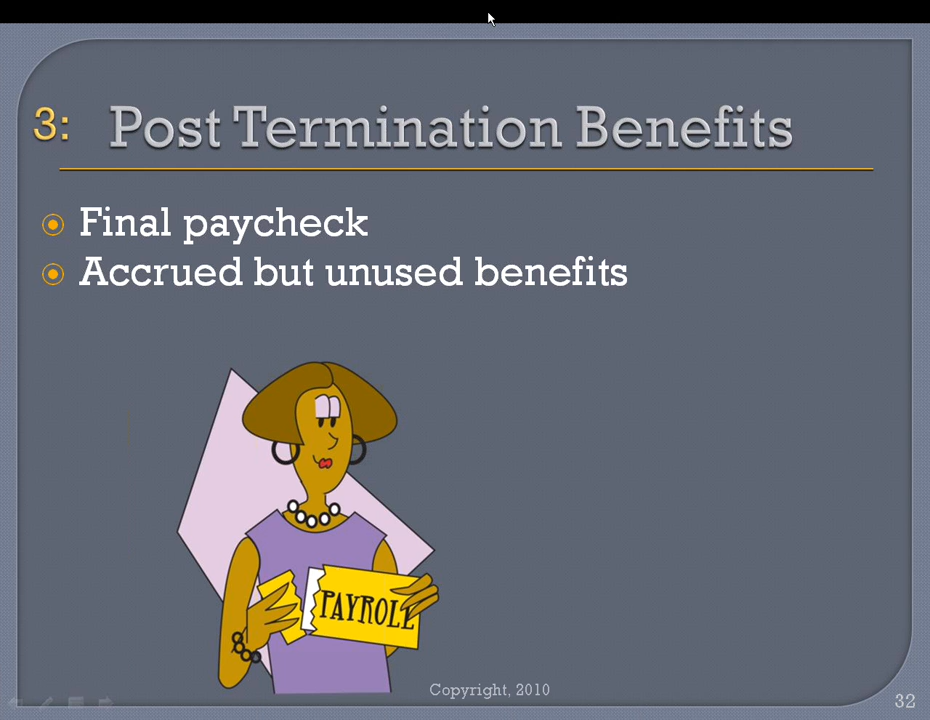 3: Post Termination Benefits
Final paycheck
Accrued but unused benefits
PAYROLL
Copyright, 2010
32